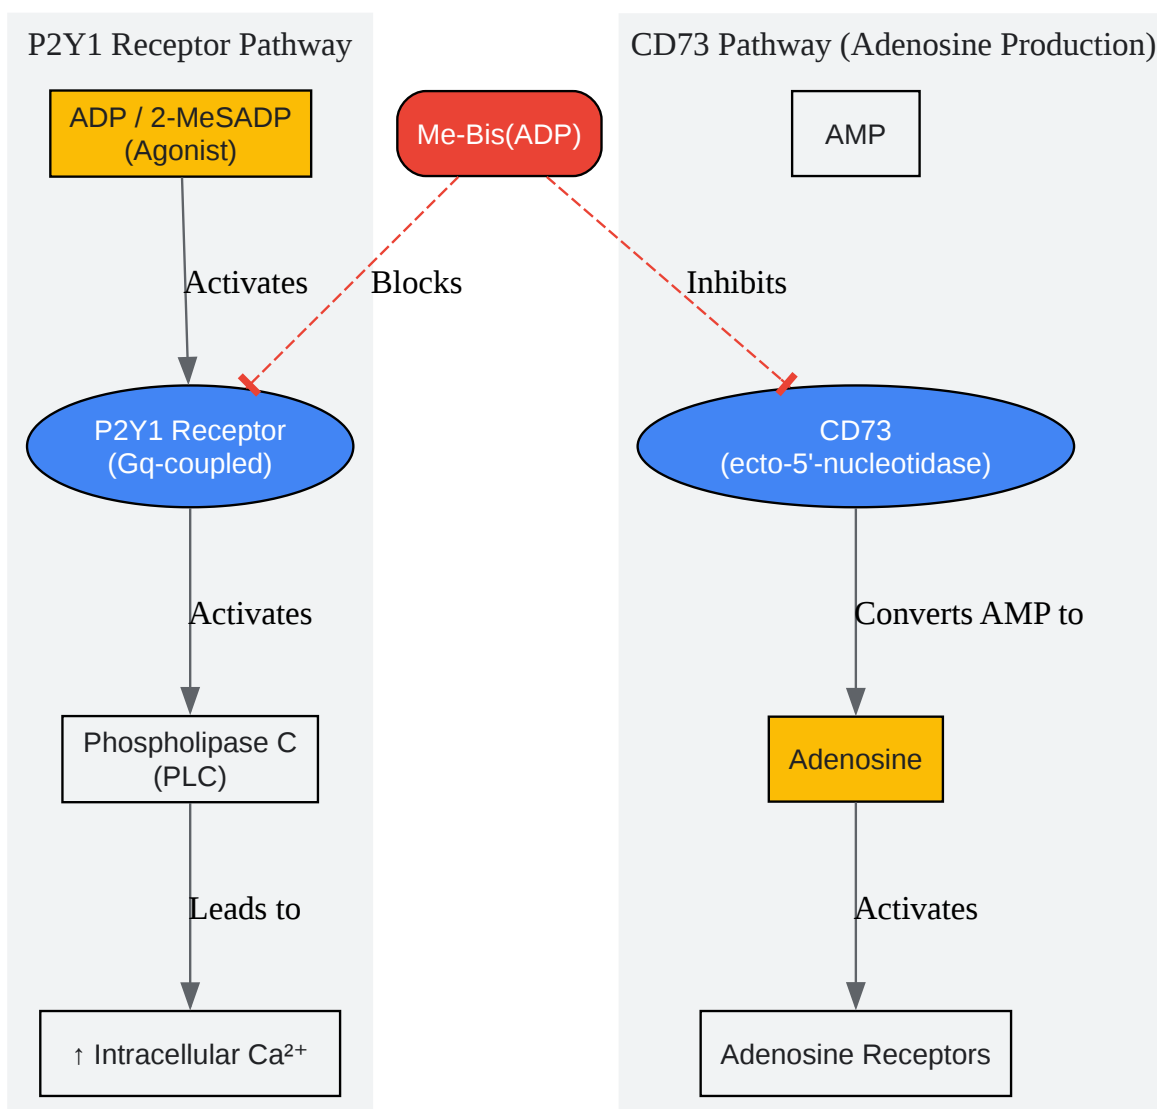 P2Y1 Receptor Pathway
CD73 Pathway (Adenosine Production)
ADP / 2-MeSADP
(Agonist)
Me-Bis(ADP)
AMP
Activates
Blocks
Inhibits
P2Y1 Receptor
(Gq-coupled)
CD73
(ecto-5'-nucleotidase)
Activates
Converts AMP to
Phospholipase C
(PLC)
Adenosine
Leads to
Activates
↑ Intracellular Ca²⁺
Adenosine Receptors